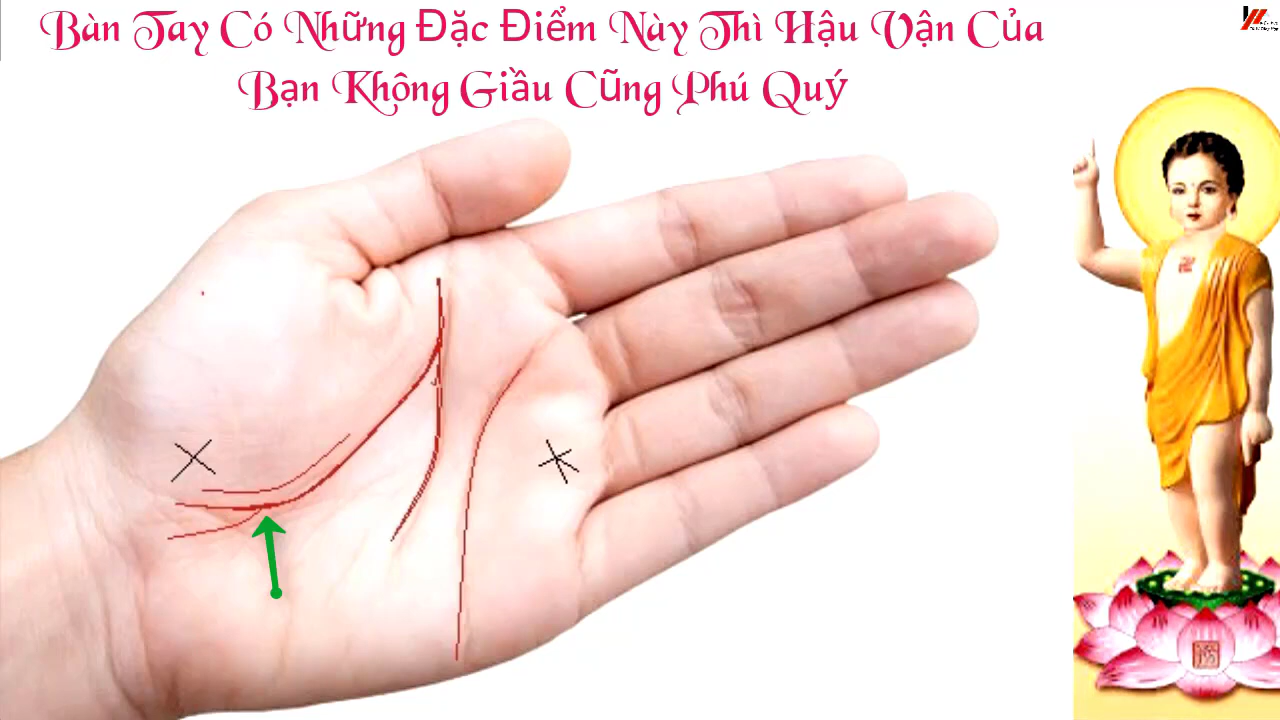 Bàn Tay Có Những Đặc Điểm Này Thì Hậu Vận Của
Bạn Không Giầu Cũng Phú Quý